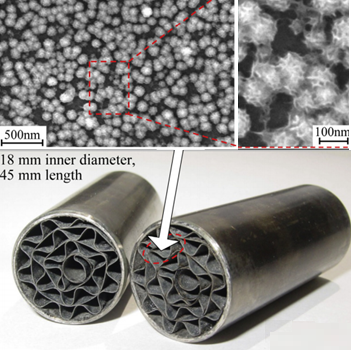 500nm
100nm
18 mm inner diameter,
45 mm length